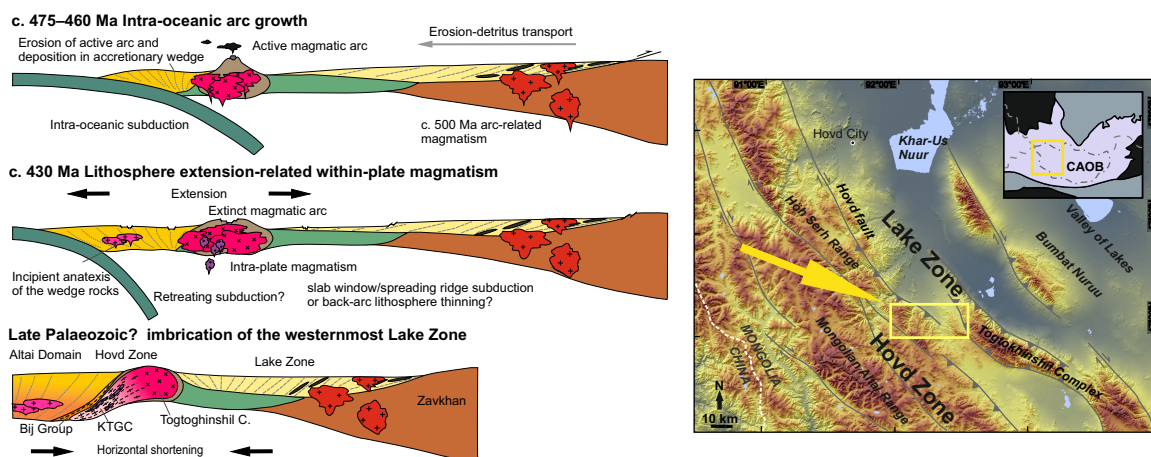 c. 475–460 Ma Intra-oceanic arc growth
Erosion of active arc and
deposition in accretionary wedge
Active magmatic arc
Erosion-detritus transport
Intra-oceanic subduction
c. 500 Ma arc-related
magmatism
c. 430 Ma Lithosphere extension-related within-plate magmatism
Extension
Extinct magmatic arc
Incipient anatexis
of the wedge rocks
Retreating subduction?
Intra-plate magmatism
slab window/spreading ridge subduction
or back-arc lithosphere thinning?
Late Palaeozoic? imbrication of the westernmost Lake Zone
Altai Domain
Hovd Zone
Lake Zone
Zavkhan
Bij Group
KTGC
Togtoghinshil C.
Horizontal shortening
91°00'E
92°00'E
93°00'E
Hovd City
Khar-Us
Nuur
CAOB
Hovd fault
Hoh Serh Range
Lake Zone
Valley of Lakes
Bumbat Nuruu
Mongolian Altai Range
Hovd Zone
Togtokhinshil Complex
MONGOLIA
CHINA
N
10 km